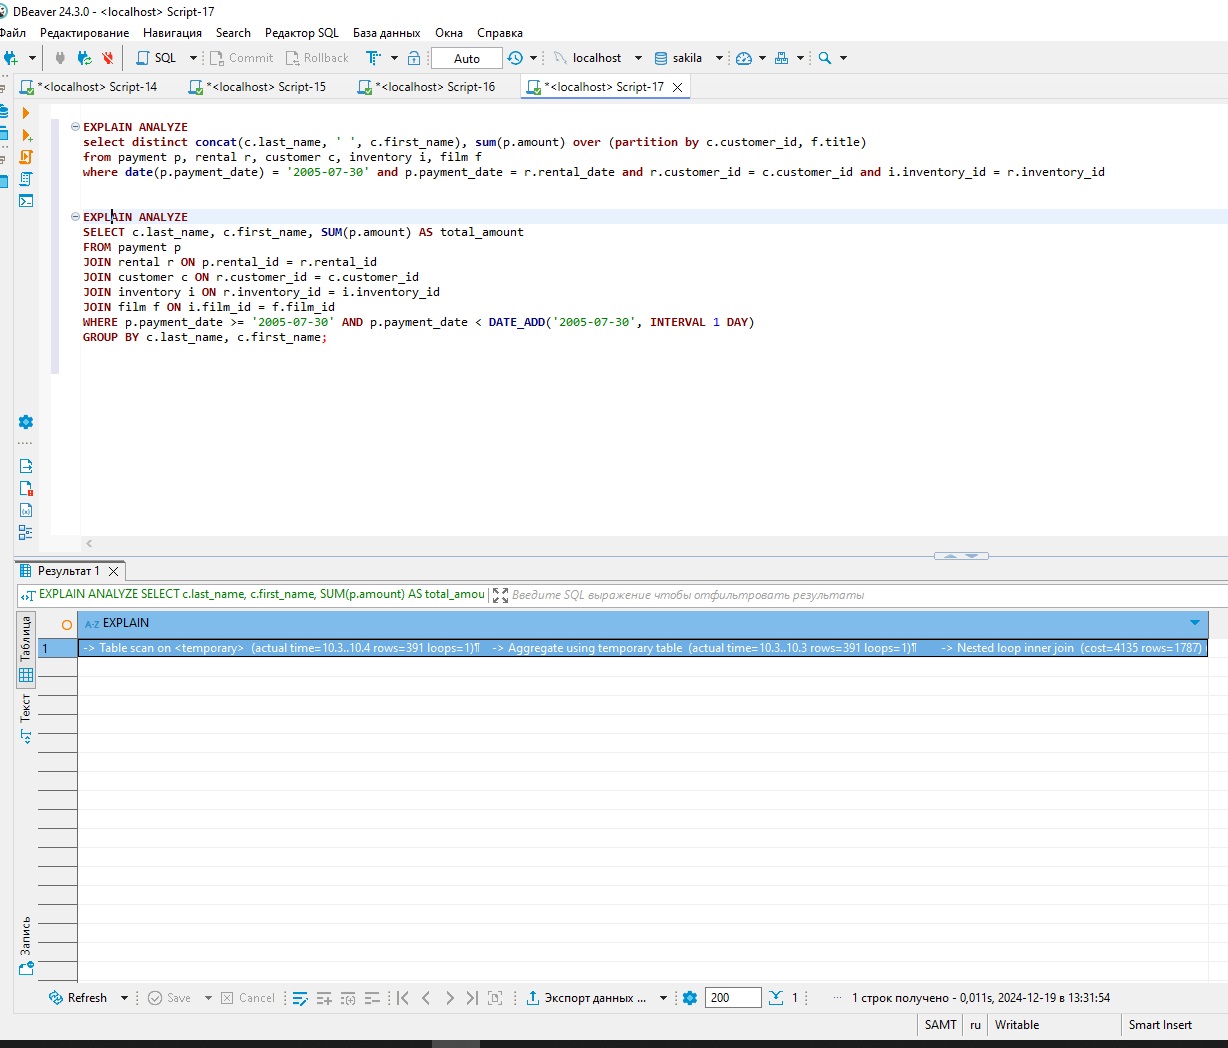 DBeaver 24.3.0 - <localhost> Script-17
Файл Редактирование Навигация Search Редактор SQL База данных Окна Справка
SQL Commit Rollback Auto localhost sakila
*<localhost> Script-14 *<localhost> Script-15 *<localhost> Script-16 *<localhost> Script-17
EXPLAIN ANALYZE
select distinct concat(c.last_name, ' ', c.first_name), sum(p.amount) over (partition by c.customer_id, f.title)
from payment p, rental r, customer c, inventory i, film f
where date(p.payment_date) = '2005-07-30' and p.payment_date = r.rental_date and r.customer_id = c.customer_id and i.inventory_id = r.inventory_id
EXPLAIN ANALYZE
SELECT c.last_name, c.first_name, SUM(p.amount) AS total_amount
FROM payment p
JOIN rental r ON p.rental_id = r.rental_id
JOIN customer c ON r.customer_id = c.customer_id
JOIN inventory i ON r.inventory_id = i.inventory_id
JOIN film f ON i.film_id = f.film_id
WHERE p.payment_date >= '2005-07-30' AND p.payment_date < DATE_ADD('2005-07-30', INTERVAL 1 DAY)
GROUP BY c.last_name, c.first_name;
Результат 1
EXPLAIN ANALYZE SELECT c.last_name, c.first_name, SUM(p.amount) AS total_amou Введите SQL выражение чтобы отфильтровать результаты
Таблица
Текст
Запись
A-Z EXPLAIN
1 -> Table scan on <temporary> (actual time=10.3..10.4 rows=391 loops=1)¶ -> Aggregate using temporary table (actual time=10.3..10.3 rows=391 loops=1)¶ -> Nested loop inner join (cost=4135 rows=1787)
Refresh Save Cancel Экспорт данных ... 200 1 ... 1 строк получено - 0,011s, 2024-12-19 в 13:31:54
SAMT ru Writable Smart Insert